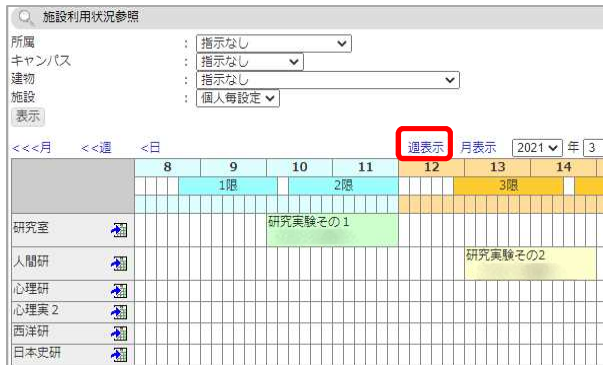 施設利用状況参照
所属 : 指示なし
キャンパス : 指示なし
建物 : 指示なし
施設 : 個人毎設定
表示
<<<月 <<週 <日 週表示 月表示 2021 年 3
8 9 10 11 12 13 14
1限 2限 3限
研究室 研究実験その１
人間研 研究実験その2
心理研
心理実２
西洋研
日本史研